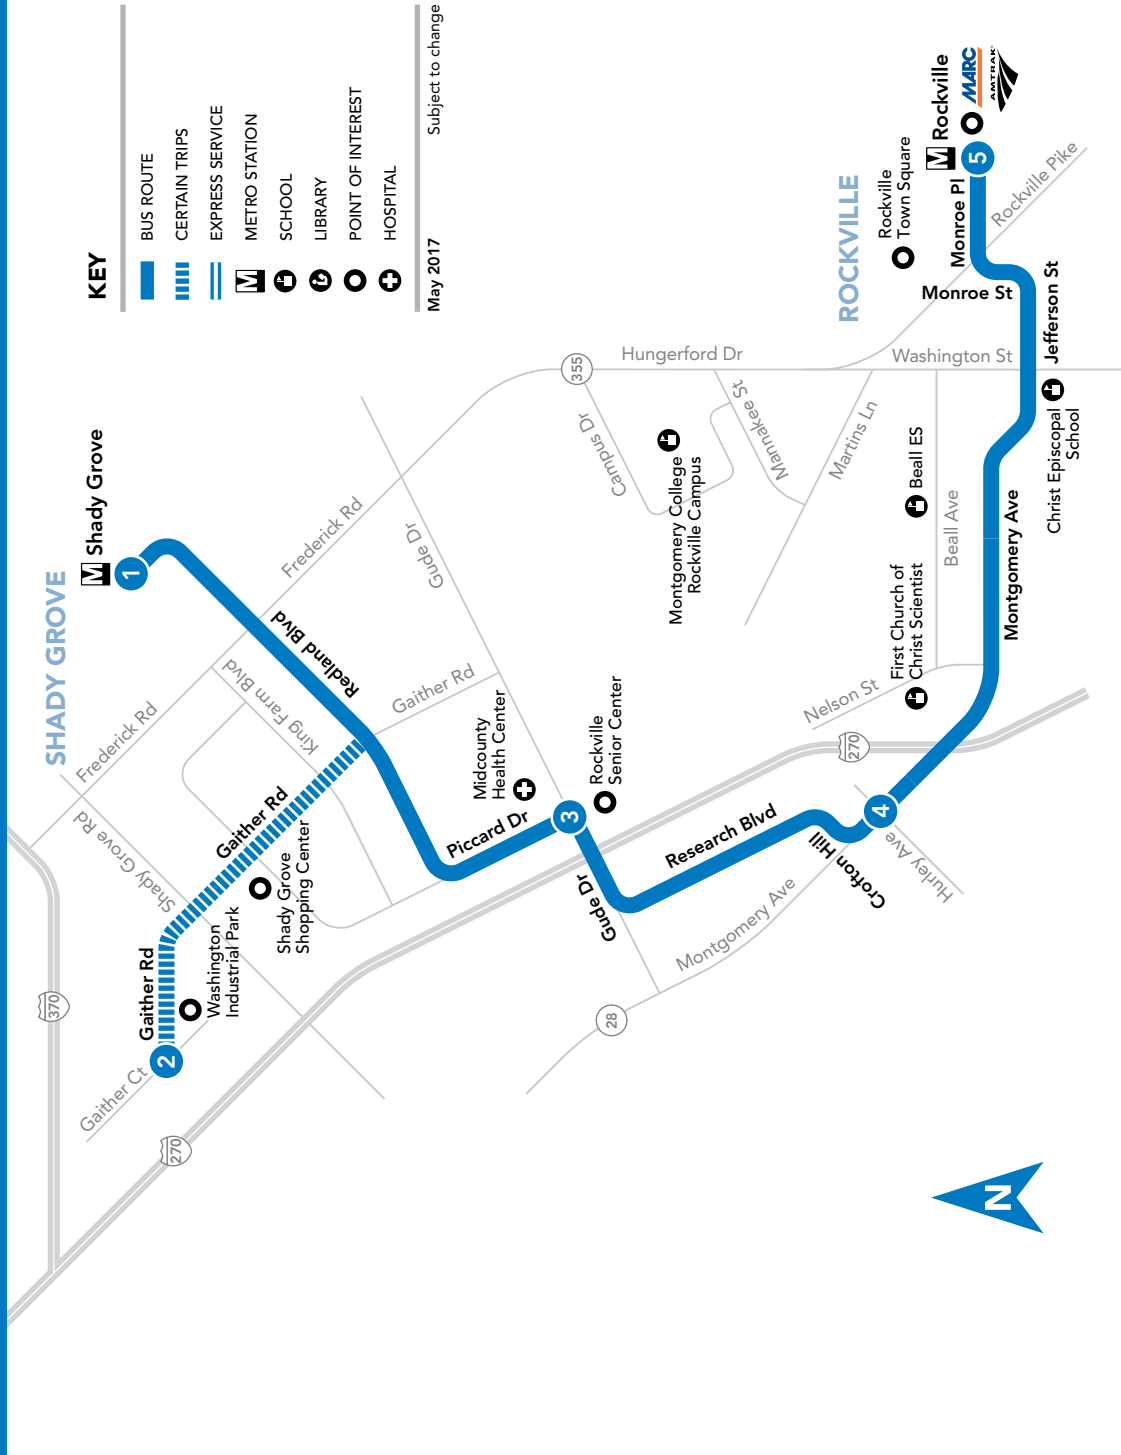 KEY
BUS ROUTE
CERTAIN TRIPS
EXPRESS SERVICE
M METRO STATION
SCHOOL
LIBRARY
POINT OF INTEREST
HOSPITAL
May 2017
Subject to change
SHADY GROVE
M Shady Grove
1
Frederick Rd
Frederick Rd
Redland Blvd
King Farm Blvd
Shady Grove Rd
Gaither Rd
Gaither Rd
Gaither Rd
Gaither Ct
2
370
270
Washington
Industrial Park
Shady Grove
Shopping Center
Gude Dr
Midcounty
Health Center
Piccard Dr
3
Rockville
Senior Center
Gude Dr
Research Blvd
Crofton Hill
Montgomery Ave
28
Hurley Ave
4
270
Nelson St
First Church of
Christ Scientist
Beall ES
Beall Ave
Montgomery Ave
355
Hungerford Dr
Campus Dr
Mannakee St
Martins Ln
Montgomery College
Rockville Campus
Washington St
Christ Episcopal
School
Jefferson St
Monroe St
Monroe Pl
Rockville Pike
ROCKVILLE
Rockville
Town Square
M Rockville
5
MARC
AMTRAK
N